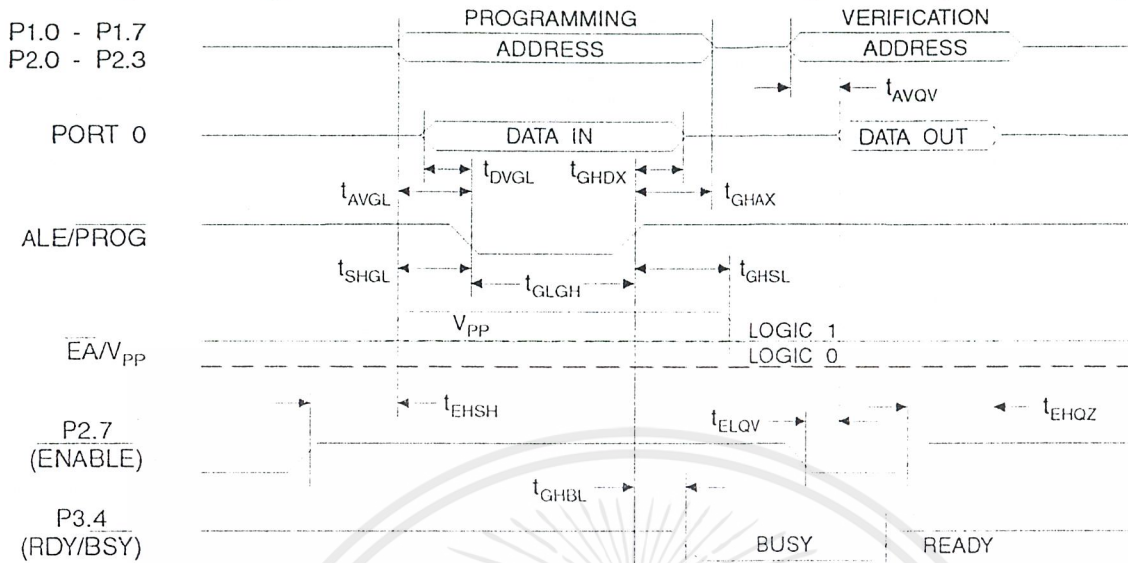 PROGRAMMING VERIFICATION
P1.0 - P1.7
P2.0 - P2.3
ADDRESS ADDRESS
tAVQV
PORT 0 DATA IN DATA OUT
tDVGL tGHDX
tAVGL tGHAX
ALE/PROG
tSHGL tGLGH tGHSL
VPP
LOGIC 1
EA/VPP
LOGIC 0
tEHSH tELQV tEHQZ
P2.7
(ENABLE)
tGHBL
P3.4
(RDY/BSY)
BUSY READY